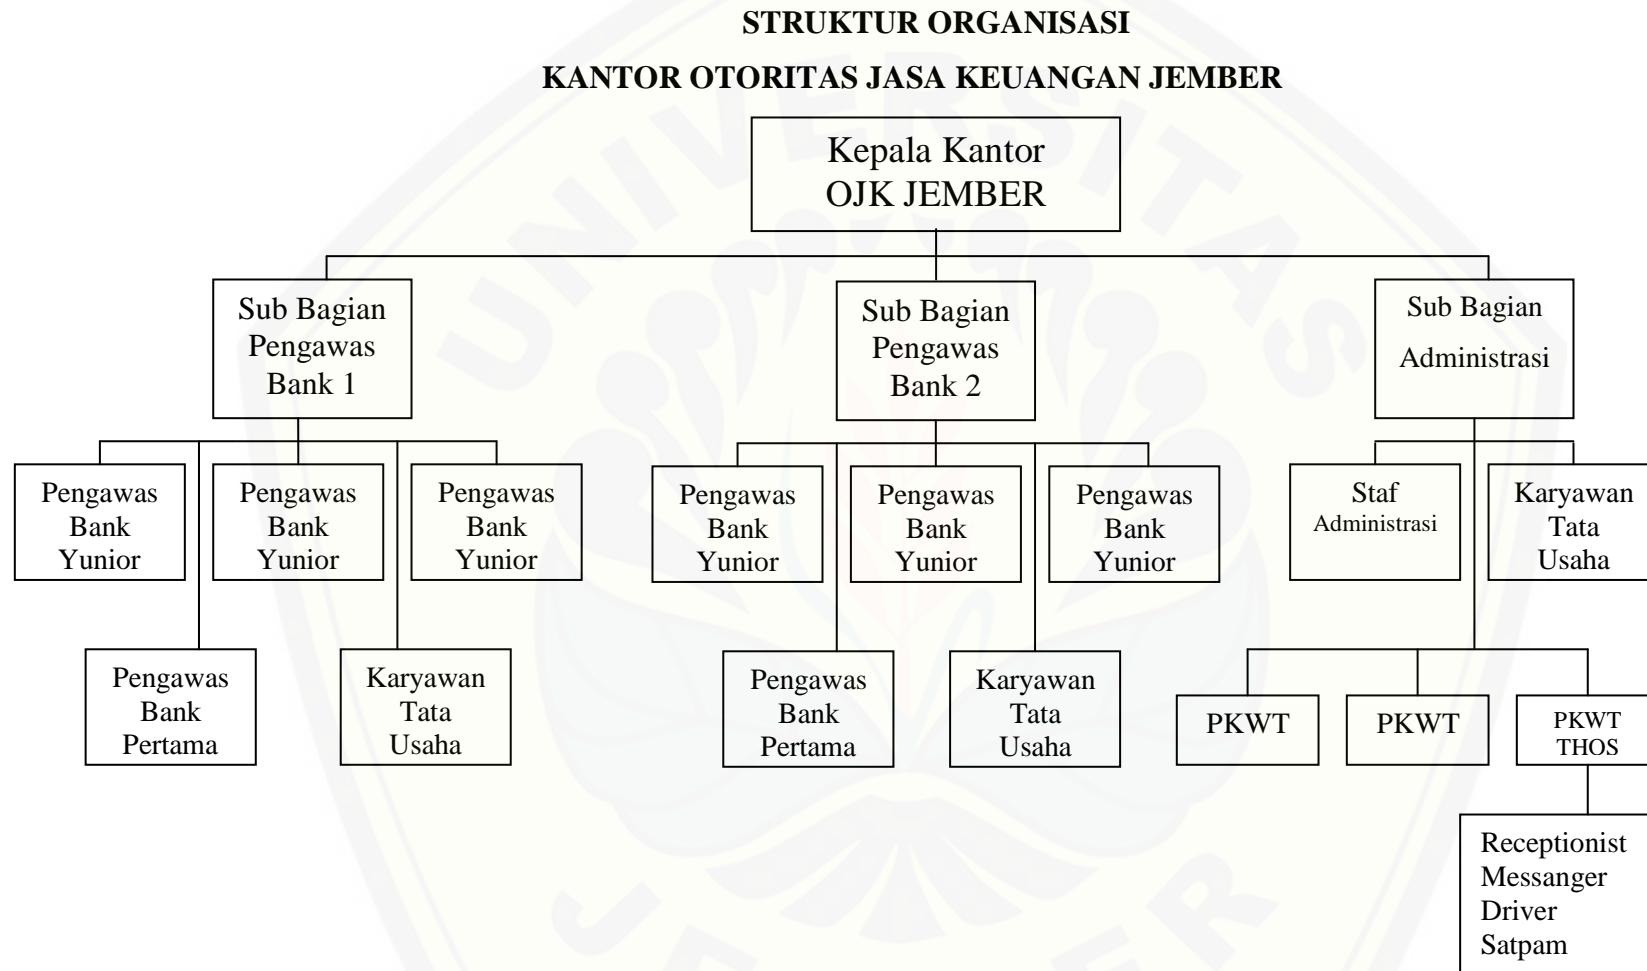 STRUKTUR ORGANISASI
KANTOR OTORITAS JASA KEUANGAN JEMBER
Kepala Kantor
OJK JEMBER
Sub Bagian
Pengawas
Bank 1
Sub Bagian
Pengawas
Bank 2
Sub Bagian
Administrasi
Pengawas
Bank
Yunior
Pengawas
Bank
Yunior
Pengawas
Bank
Yunior
Pengawas
Bank
Yunior
Pengawas
Bank
Yunior
Pengawas
Bank
Yunior
Staf
Administrasi
Karyawan
Tata
Usaha
Pengawas
Bank
Pertama
Karyawan
Tata
Usaha
Pengawas
Bank
Pertama
Karyawan
Tata
Usaha
PKWT
PKWT
PKWT
THOS
Receptionist
Messanger
Driver
Satpam
UNIVERSITAS
JEMBER